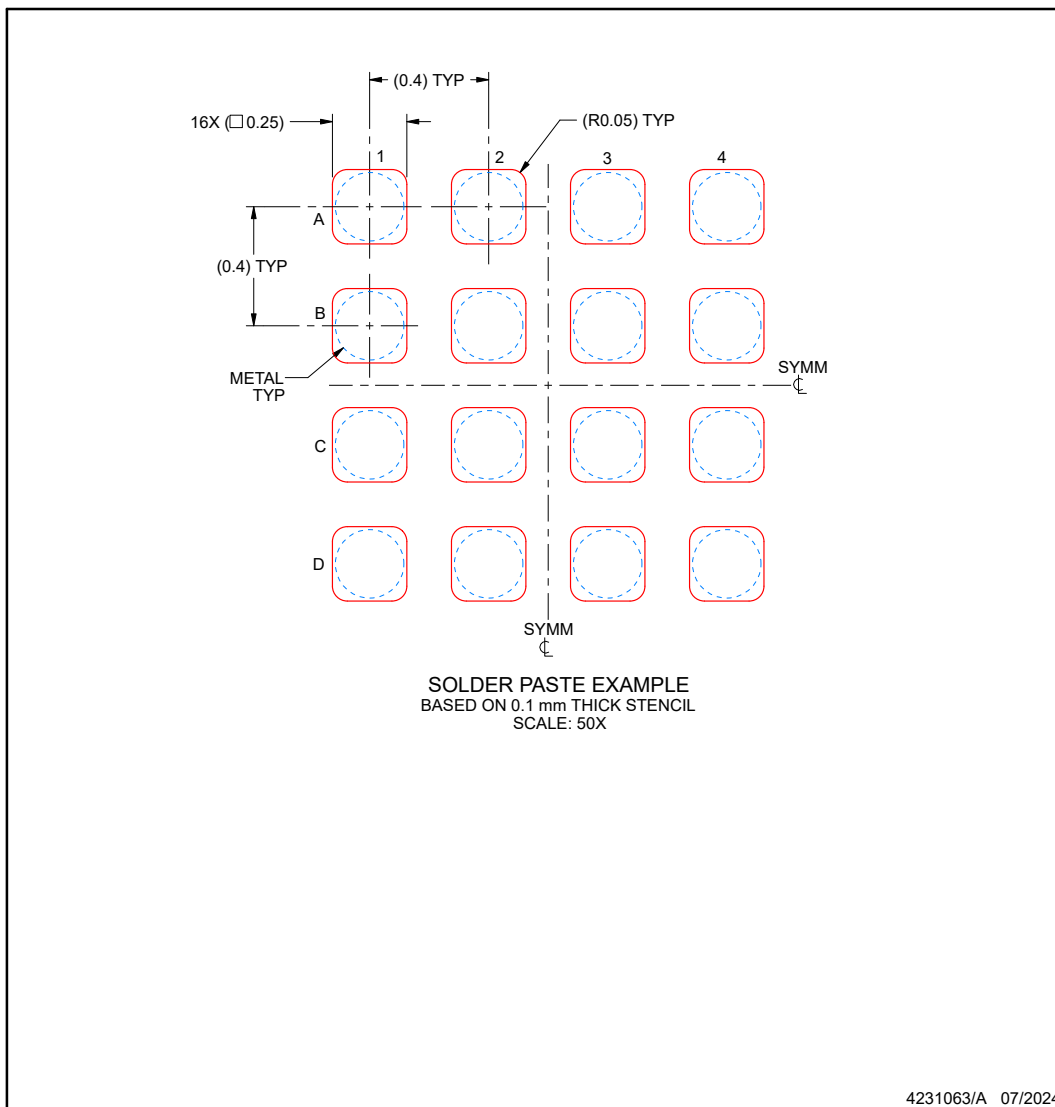 (0.4) TYP
16X (□ 0.25)
(R0.05) TYP
1
2
3
4
A
(0.4) TYP
B
METAL
TYP
SYMM
℄
C
D
SYMM
℄
SOLDER PASTE EXAMPLE
BASED ON 0.1 mm THICK STENCIL
SCALE: 50X
4231063/A 07/2024